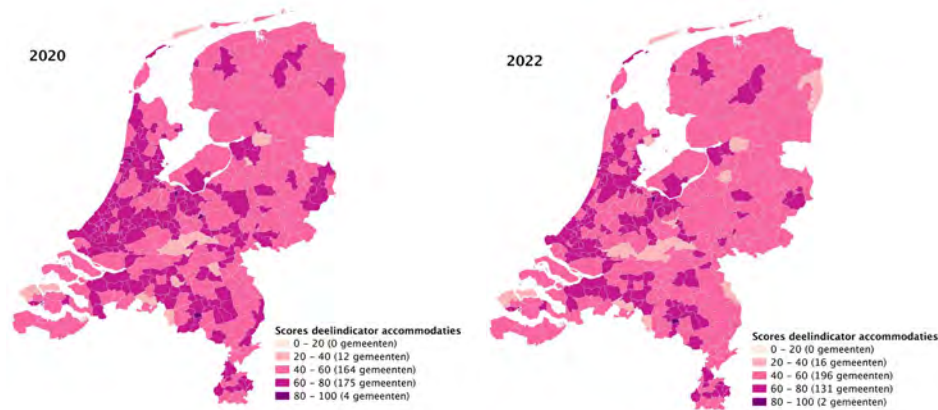 2020
Scores deelindicator accommodaties
0 - 20 (0 gemeenten)
20 - 40 (12 gemeenten)
40 - 60 (164 gemeenten)
60 - 80 (175 gemeenten)
80 - 100 (4 gemeenten)
2022
Scores deelindicator accommodaties
0 - 20 (0 gemeenten)
20 - 40 (16 gemeenten)
40 - 60 (196 gemeenten)
60 - 80 (131 gemeenten)
80 - 100 (2 gemeenten)